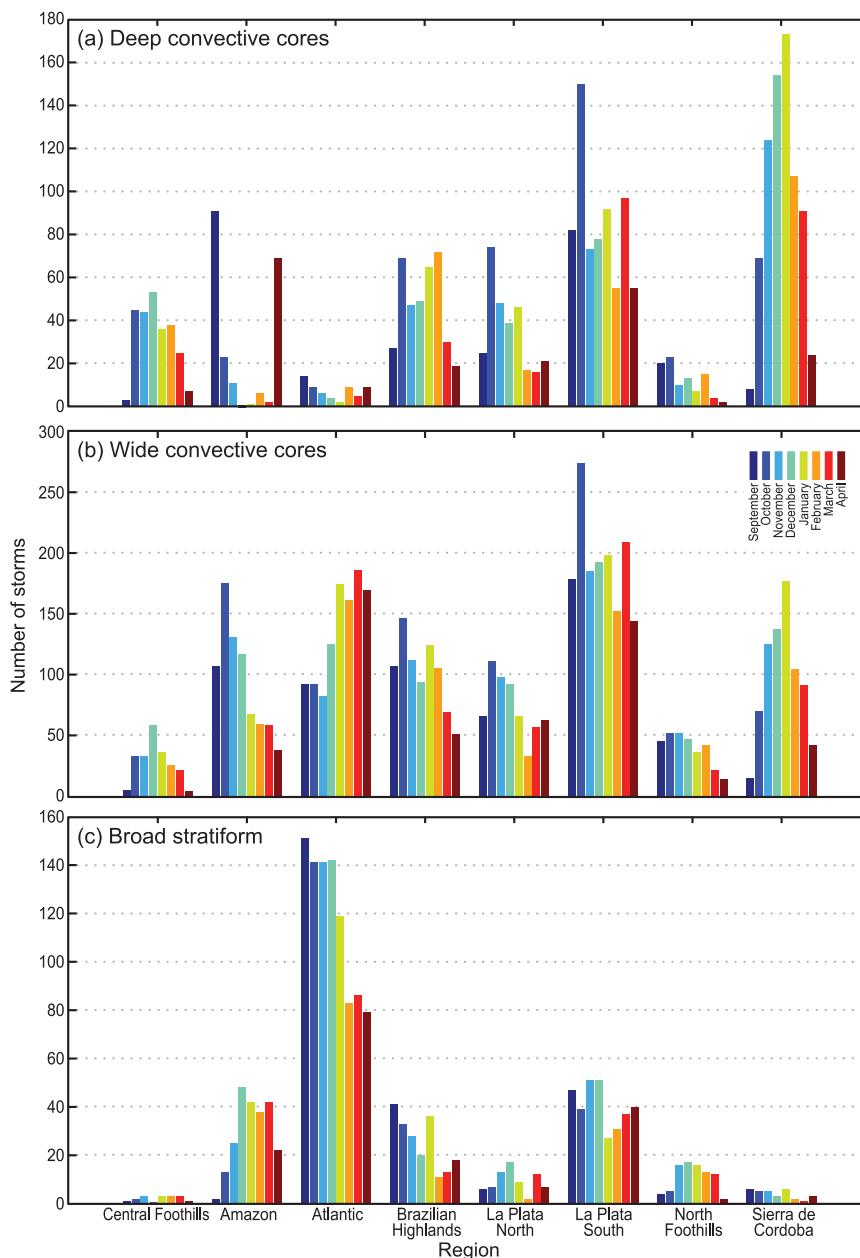 180
(a) Deep convective cores
160
140
120
100
80
60
40
20
0
300
(b) Wide convective cores
250
200
150
100
50
0
September
October
November
December
January
February
March
April
Number of storms
160
(c) Broad stratiform
140
120
100
80
60
40
20
0
Central Foothills Amazon Atlantic Brazilian La Plata La Plata North Sierra de
Highlands North South Foothills Cordoba
Region